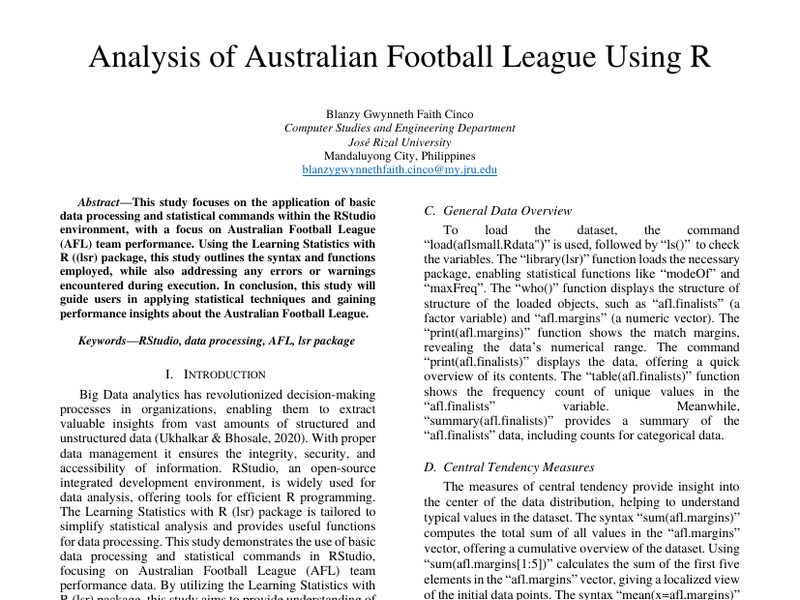 Analysis of Australian Football League Using R
Blanzy Gwynneth Faith Cinco
Computer Studies and Engineering Department
José Rizal University
Mandaluyong City, Philippines
blanzygwynnethfaith.cinco@my.jru.edu
Abstract—This study focuses on the application of basic
data processing and statistical commands within the RStudio
environment, with a focus on Australian Football League
(AFL) team performance. Using the Learning Statistics with
R ((lsr) package, this study outlines the syntax and functions
employed, while also addressing any errors or warnings
encountered during execution. In conclusion, this study will
guide users in applying statistical techniques and gaining
performance insights about the Australian Football League.
Keywords—RStudio, data processing, AFL, lsr package
I. INTRODUCTION
Big Data analytics has revolutionized decision-making
processes in organizations, enabling them to extract
valuable insights from vast amounts of structured and
unstructured data (Ukhalkar & Bhosale, 2020). With proper
data management it ensures the integrity, security, and
accessibility of information. RStudio, an open-source
integrated development environment, is widely used for
data analysis, offering tools for efficient R programming.
The Learning Statistics with R (lsr) package is tailored to
simplify statistical analysis and provides useful functions
for data processing. This study demonstrates the use of basic
data processing and statistical commands in RStudio,
focusing on Australian Football League (AFL) team
performance data. By utilizing the Learning Statistics with
R (lsr) package, this study aims to provide understanding of
C. General Data Overview
To load the dataset, the command
“load(aflsmall.Rdata")” is used, followed by “ls()” to check
the variables. The “library(lsr)” function loads the necessary
package, enabling statistical functions like “modeOf” and
“maxFreq”. The “who()” function displays the structure of
structure of the loaded objects, such as “afl.finalists” (a
factor variable) and “afl.margins” (a numeric vector). The
“print(afl.margins)” function shows the match margins,
revealing the data’s numerical range. The command
“print(afl.finalists)” displays the data, offering a quick
overview of its contents. The “table(afl.finalists)” function
shows the frequency count of unique values in the
“afl.finalists” variable. Meanwhile,
“summary(afl.finalists)” provides a summary of the
“afl.finalists” data, including counts for categorical data.
D. Central Tendency Measures
The measures of central tendency provide insight into
the center of the data distribution, helping to understand
typical values in the dataset. The syntax “sum(afl.margins)”
computes the total sum of all values in the “afl.margins”
vector, offering a cumulative overview of the dataset. Using
“sum(afl.margins[1:5])” calculates the sum of the first five
elements in the “afl.margins” vector, giving a localized view
of the initial data points. The syntax “mean(x=afl.margins)”